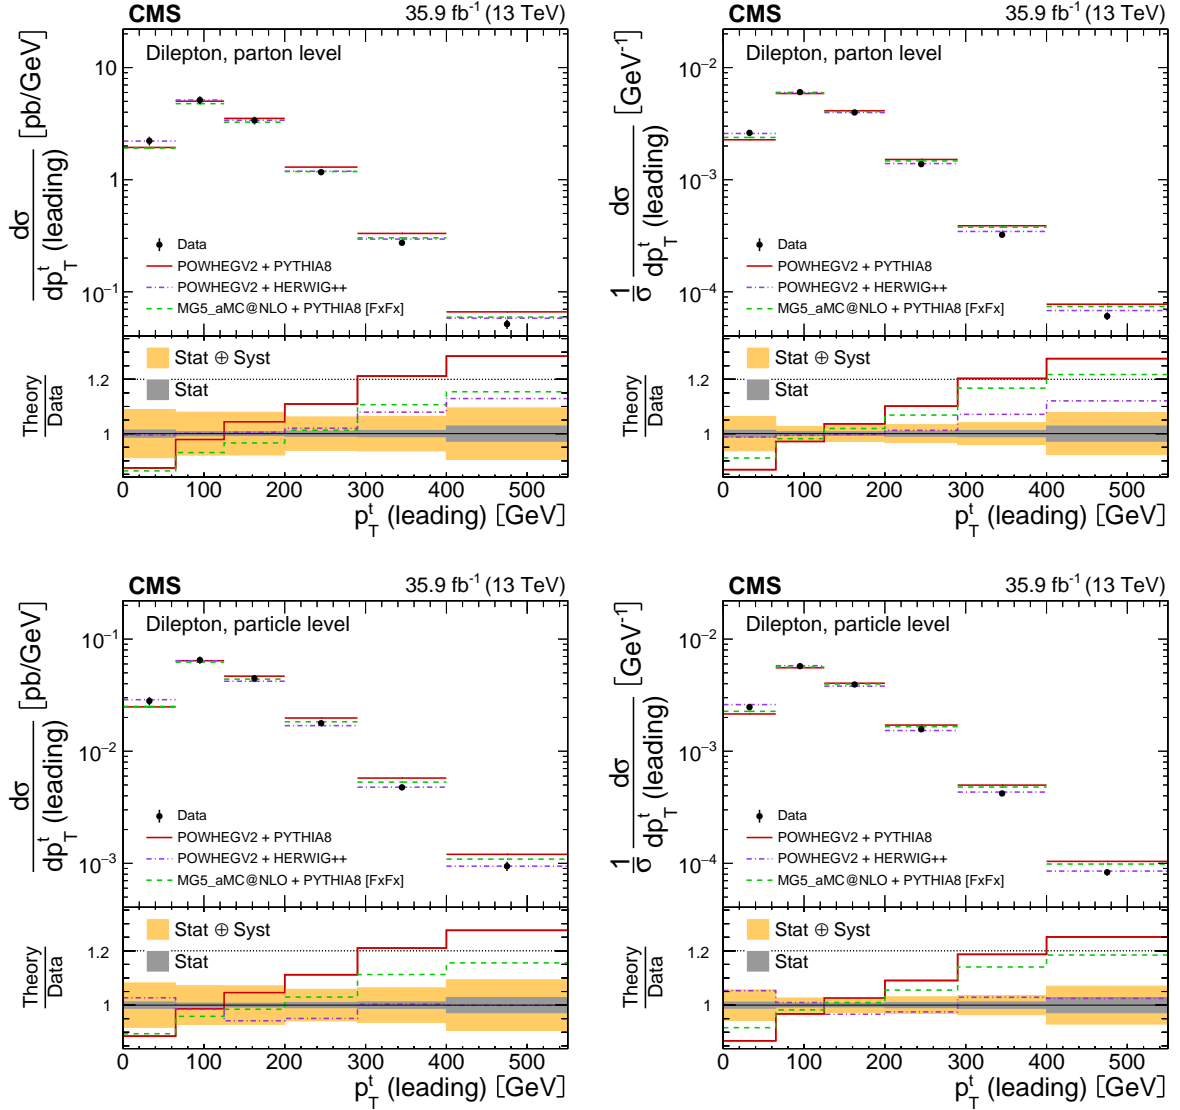 CMS 35.9 fb⁻¹ (13 TeV)
Dilepton, parton level
dσ / dp_T^t (leading) [pb/GeV]
10
1
10⁻¹
Data
POWHEGV2 + PYTHIA8
POWHEGV2 + HERWIG++
MG5_aMC@NLO + PYTHIA8 [FxFx]
Theory / Data
Stat ⊕ Syst
Stat
1.2
1
0 100 200 300 400 500
p_T^t (leading) [GeV]
CMS 35.9 fb⁻¹ (13 TeV)
Dilepton, parton level
1/σ dσ / dp_T^t (leading) [GeV⁻¹]
10⁻²
10⁻³
10⁻⁴
Data
POWHEGV2 + PYTHIA8
POWHEGV2 + HERWIG++
MG5_aMC@NLO + PYTHIA8 [FxFx]
Theory / Data
Stat ⊕ Syst
Stat
1.2
1
0 100 200 300 400 500
p_T^t (leading) [GeV]
CMS 35.9 fb⁻¹ (13 TeV)
Dilepton, particle level
dσ / dp_T^t (leading) [pb/GeV]
10⁻¹
10⁻²
10⁻³
Data
POWHEGV2 + PYTHIA8
POWHEGV2 + HERWIG++
MG5_aMC@NLO + PYTHIA8 [FxFx]
Theory / Data
Stat ⊕ Syst
Stat
1.2
1
0 100 200 300 400 500
p_T^t (leading) [GeV]
CMS 35.9 fb⁻¹ (13 TeV)
Dilepton, particle level
1/σ dσ / dp_T^t (leading) [GeV⁻¹]
10⁻²
10⁻³
10⁻⁴
Data
POWHEGV2 + PYTHIA8
POWHEGV2 + HERWIG++
MG5_aMC@NLO + PYTHIA8 [FxFx]
Theory / Data
Stat ⊕ Syst
Stat
1.2
1
0 100 200 300 400 500
p_T^t (leading) [GeV]